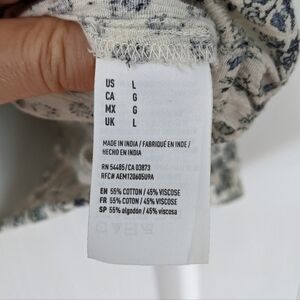 US L
CA G
MX G
UK L
MADE IN INDIA / FABRIQUÉ EN INDE /
HECHO EN INDIA
RN 54485/CA 03873
RFC# AEM1206050U9A
EN 55% COTTON / 45% VISCOSE
FR 55% COTON / 45% VISCOSE
SP 55% algodón / 45% viscosa